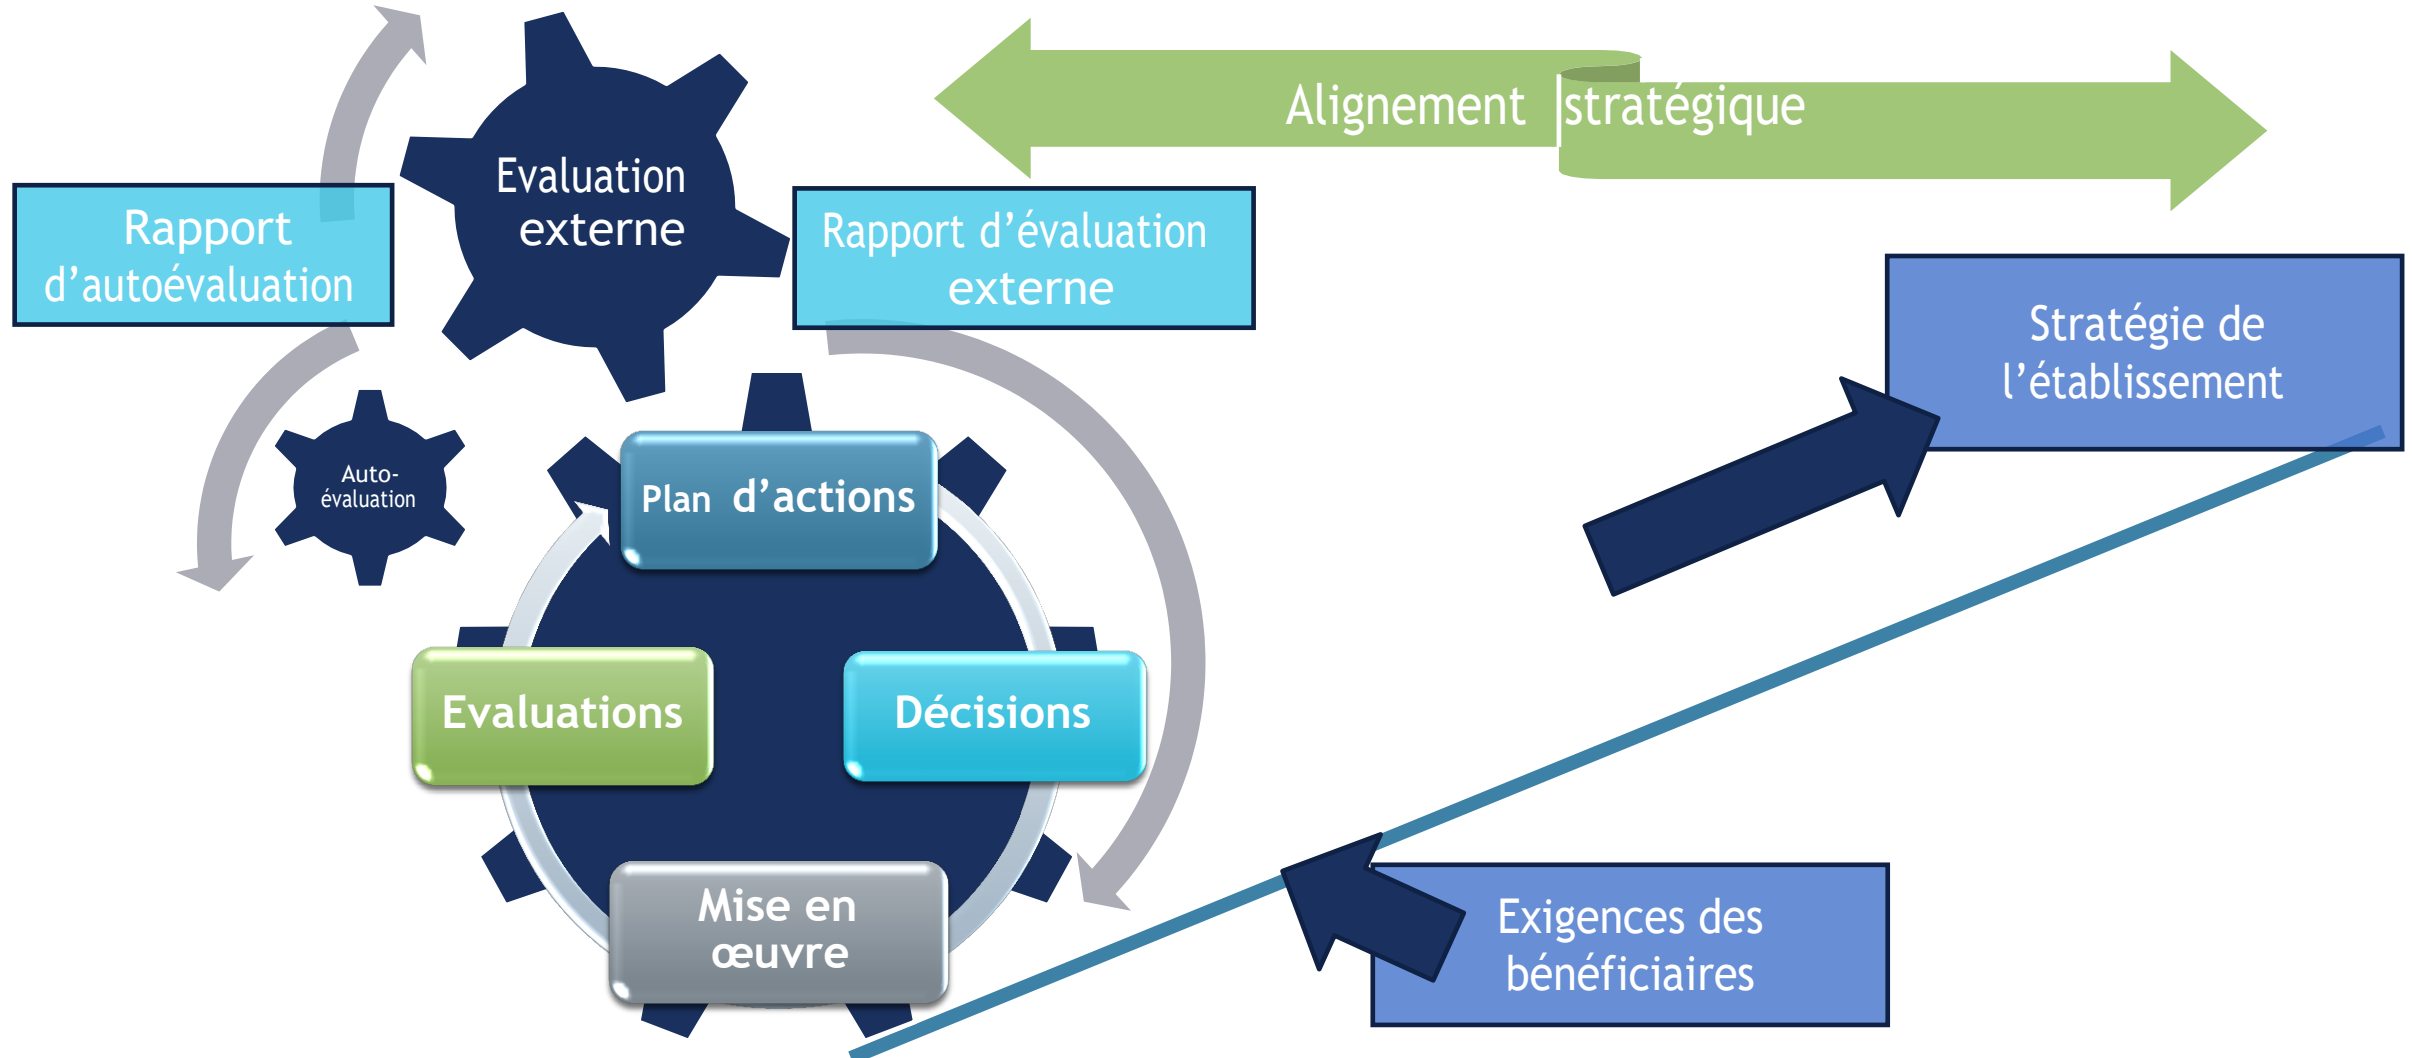 Alignement stratégique
Evaluation
externe
Rapport
d’autoévaluation
Rapport d’évaluation
externe
Stratégie de
l’établissement
Auto-
évaluation
Plan d’actions
Evaluations
Décisions
Mise en
œuvre
Exigences des
bénéficiaires